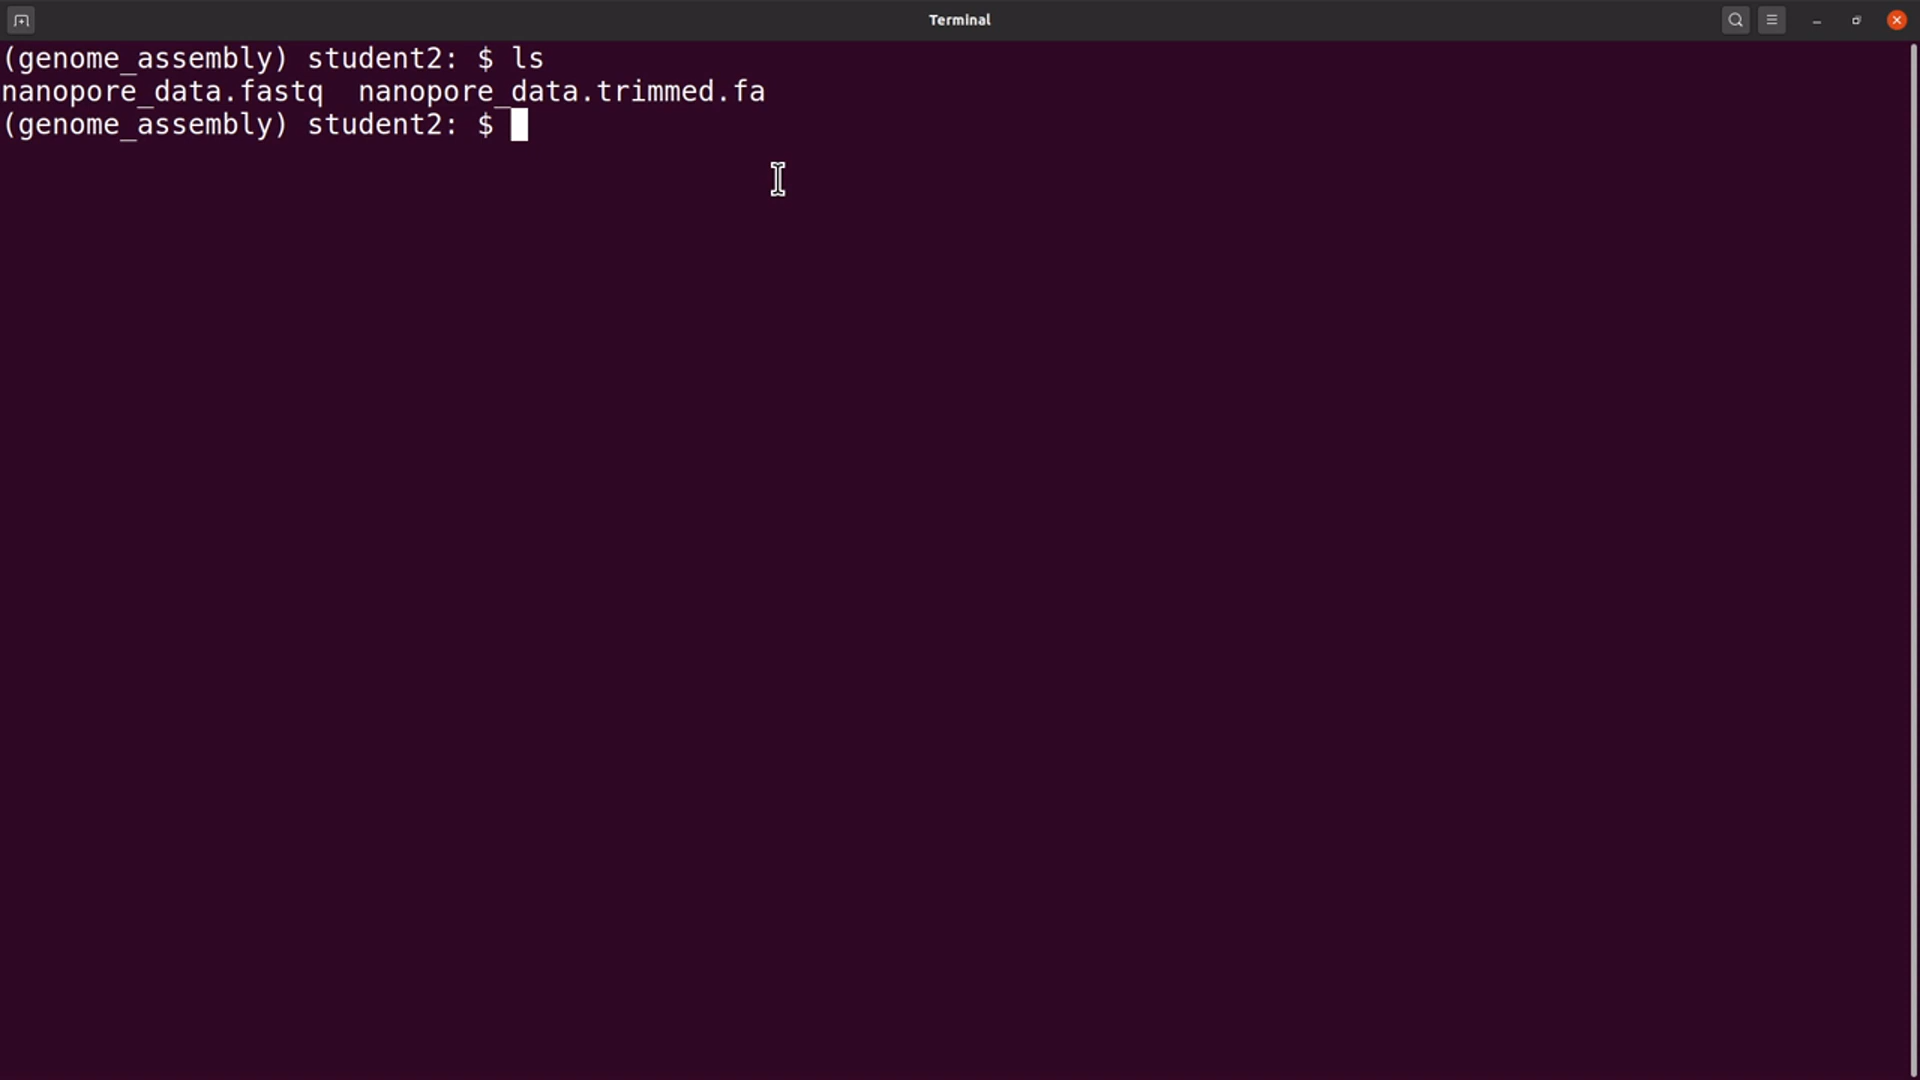 Terminal
(genome_assembly) student2: $ ls
nanopore_data.fastq  nanopore_data.trimmed.fa
(genome_assembly) student2: $